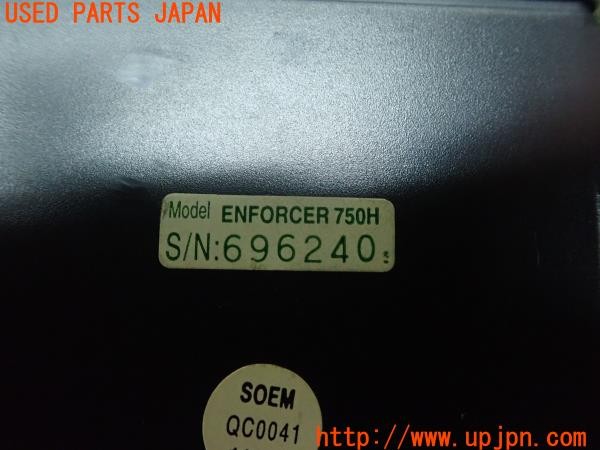 USED PARTS JAPAN
Model ENFORCER 750H
S/N:696240
SOEM
QC0041
http://www.upjpn.com